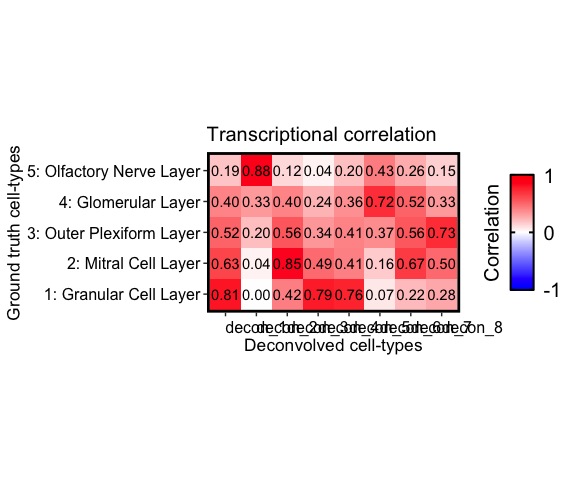 Transcriptional correlation
Ground truth cell-types
5: Olfactory Nerve Layer 0.19 0.88 0.12 0.04 0.20 0.43 0.26 0.15
4: Glomerular Layer 0.40 0.33 0.40 0.24 0.36 0.72 0.52 0.33
3: Outer Plexiform Layer 0.52 0.20 0.56 0.34 0.41 0.37 0.56 0.73
2: Mitral Cell Layer 0.63 0.04 0.85 0.49 0.41 0.16 0.67 0.50
1: Granular Cell Layer 0.81 0.00 0.42 0.79 0.76 0.07 0.22 0.28
decon_1 decon_2 decon_3 decon_4 decon_5 decon_6 decon_7 decon_8
Deconvolved cell-types
Correlation
1
0
-1